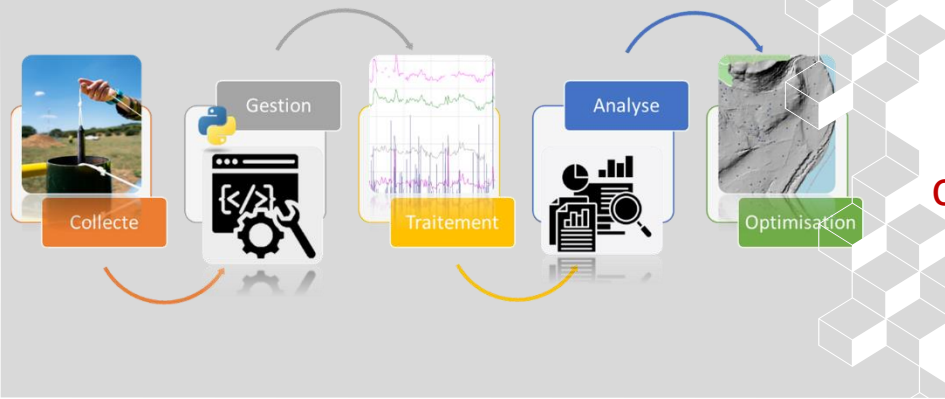 Collecte
Gestion
</>
Traitement
Analyse
Optimisation